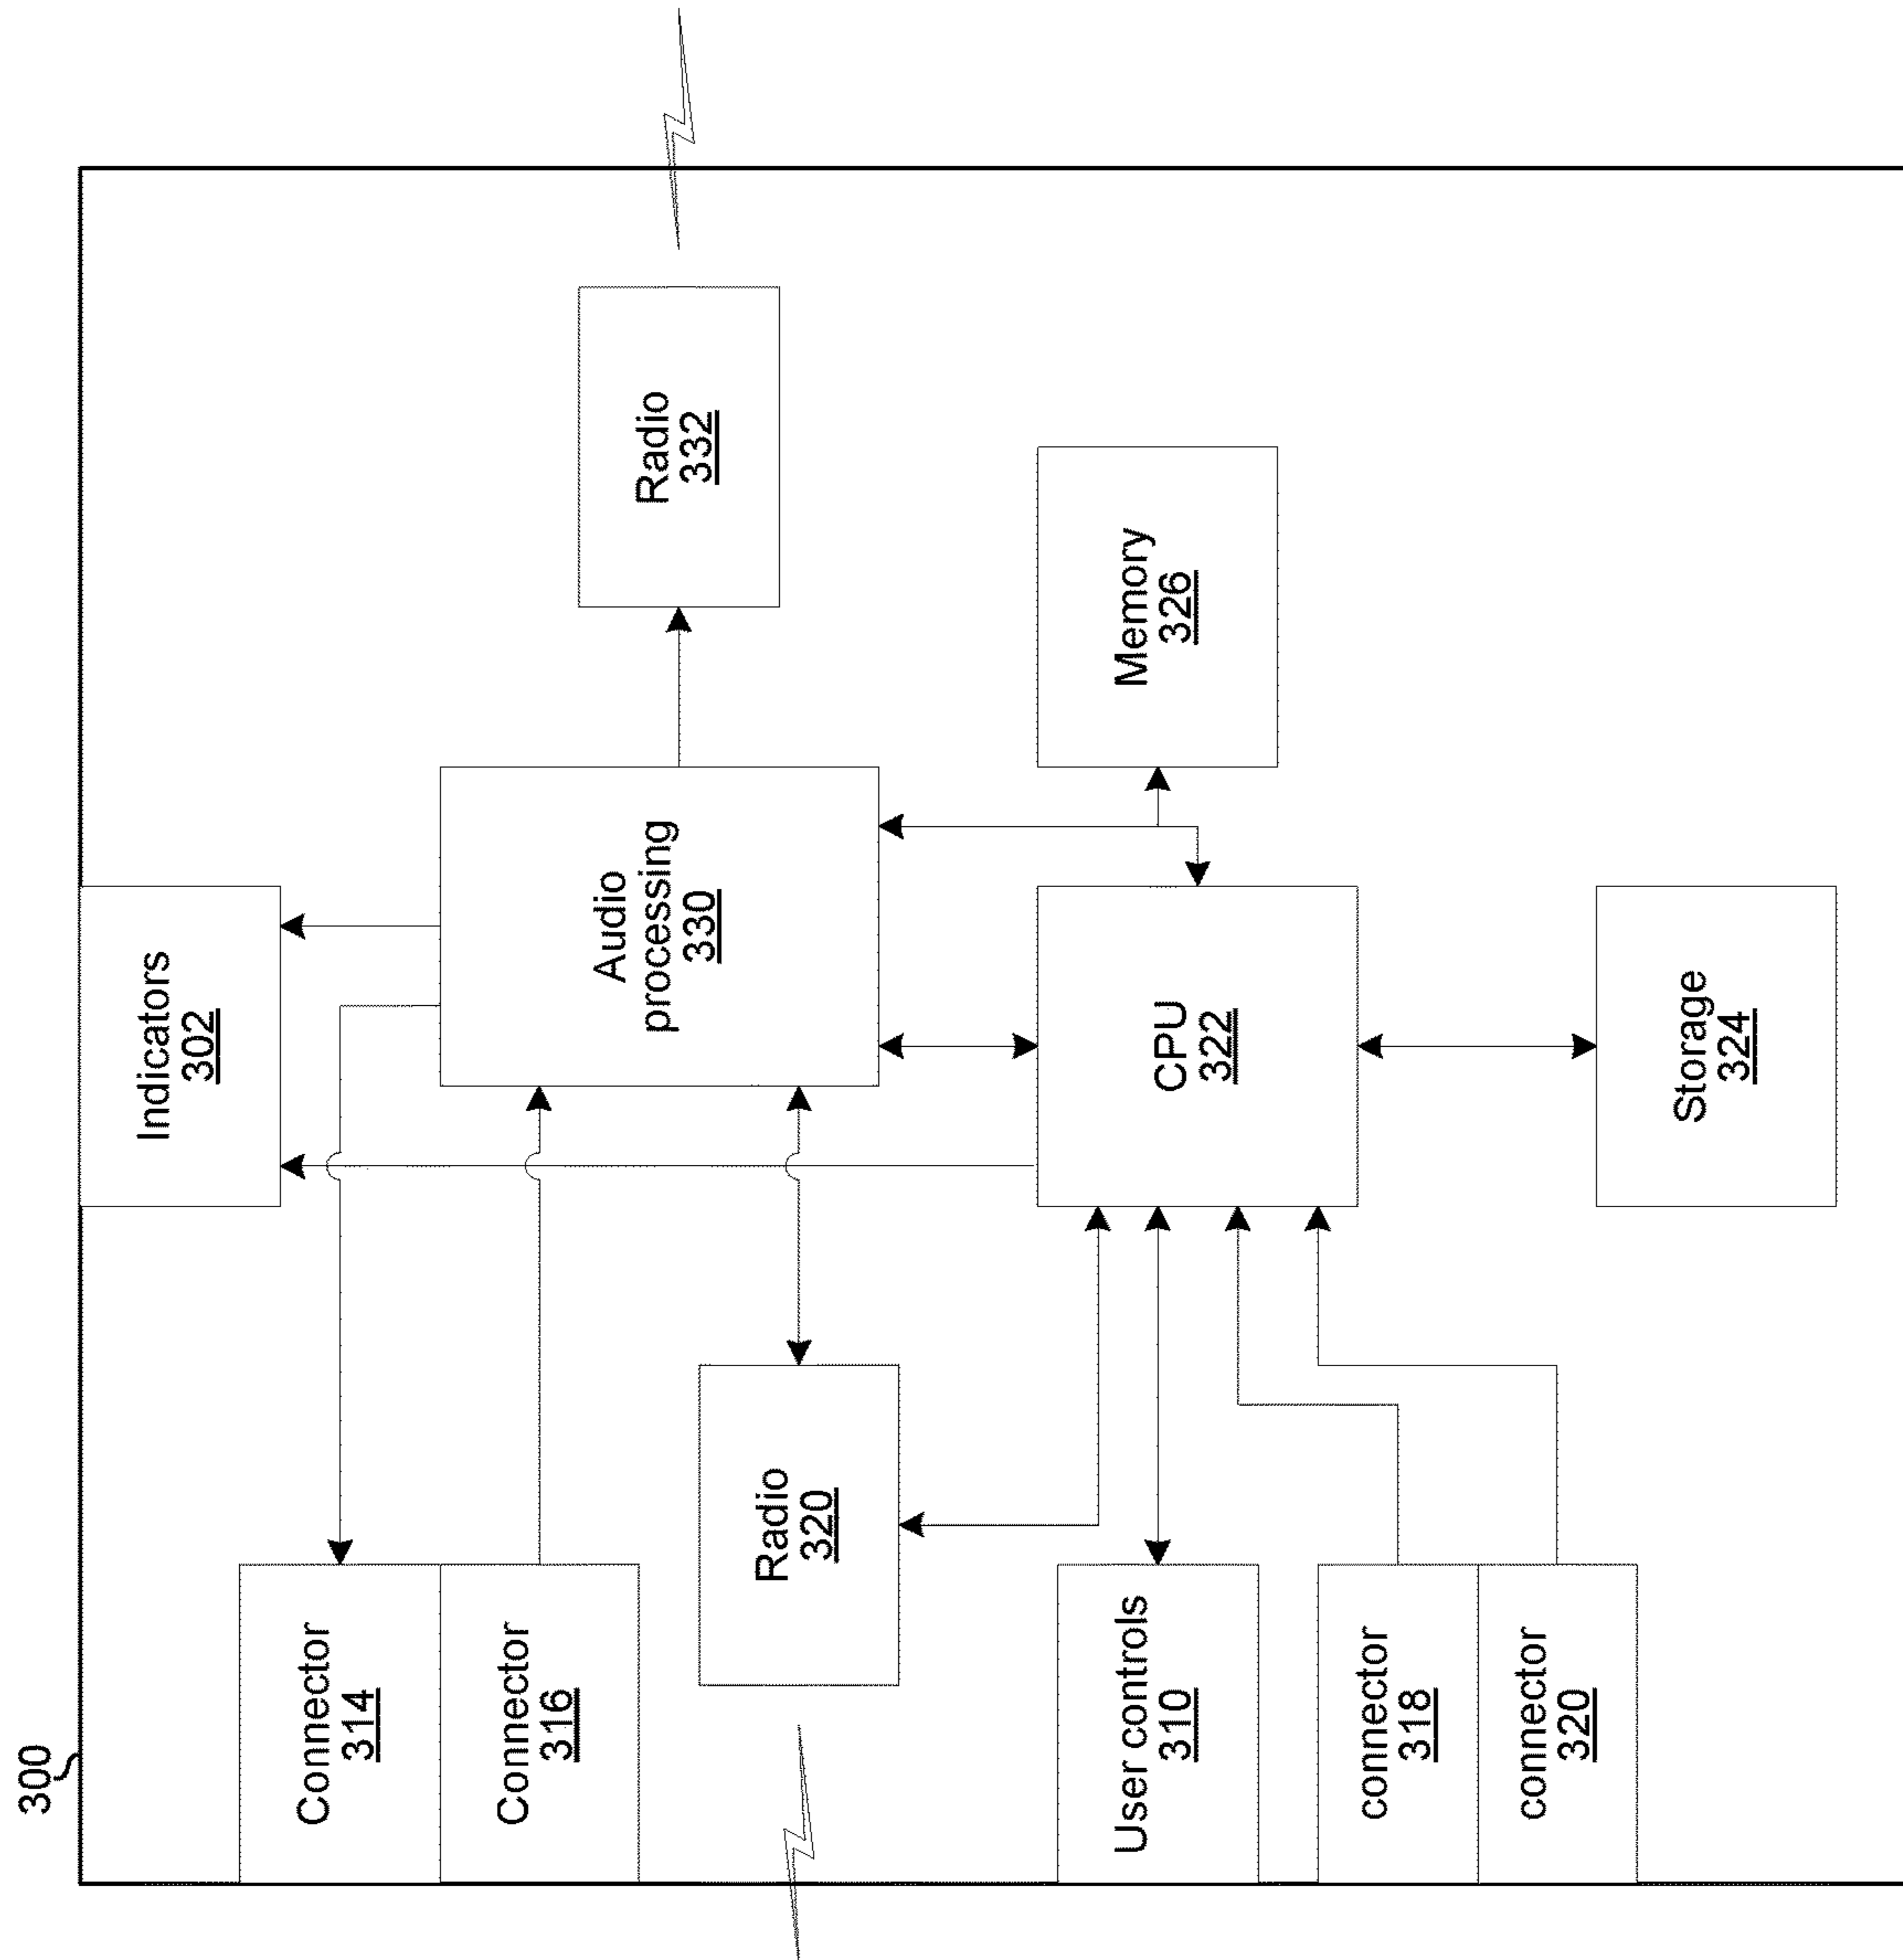 300
Indicators
302
Connector
314
Connector
316
Audio
processing
330
Radio
332
Radio
320
Memory
326
User controls
310
CPU
322
connector
318
connector
320
Storage
324